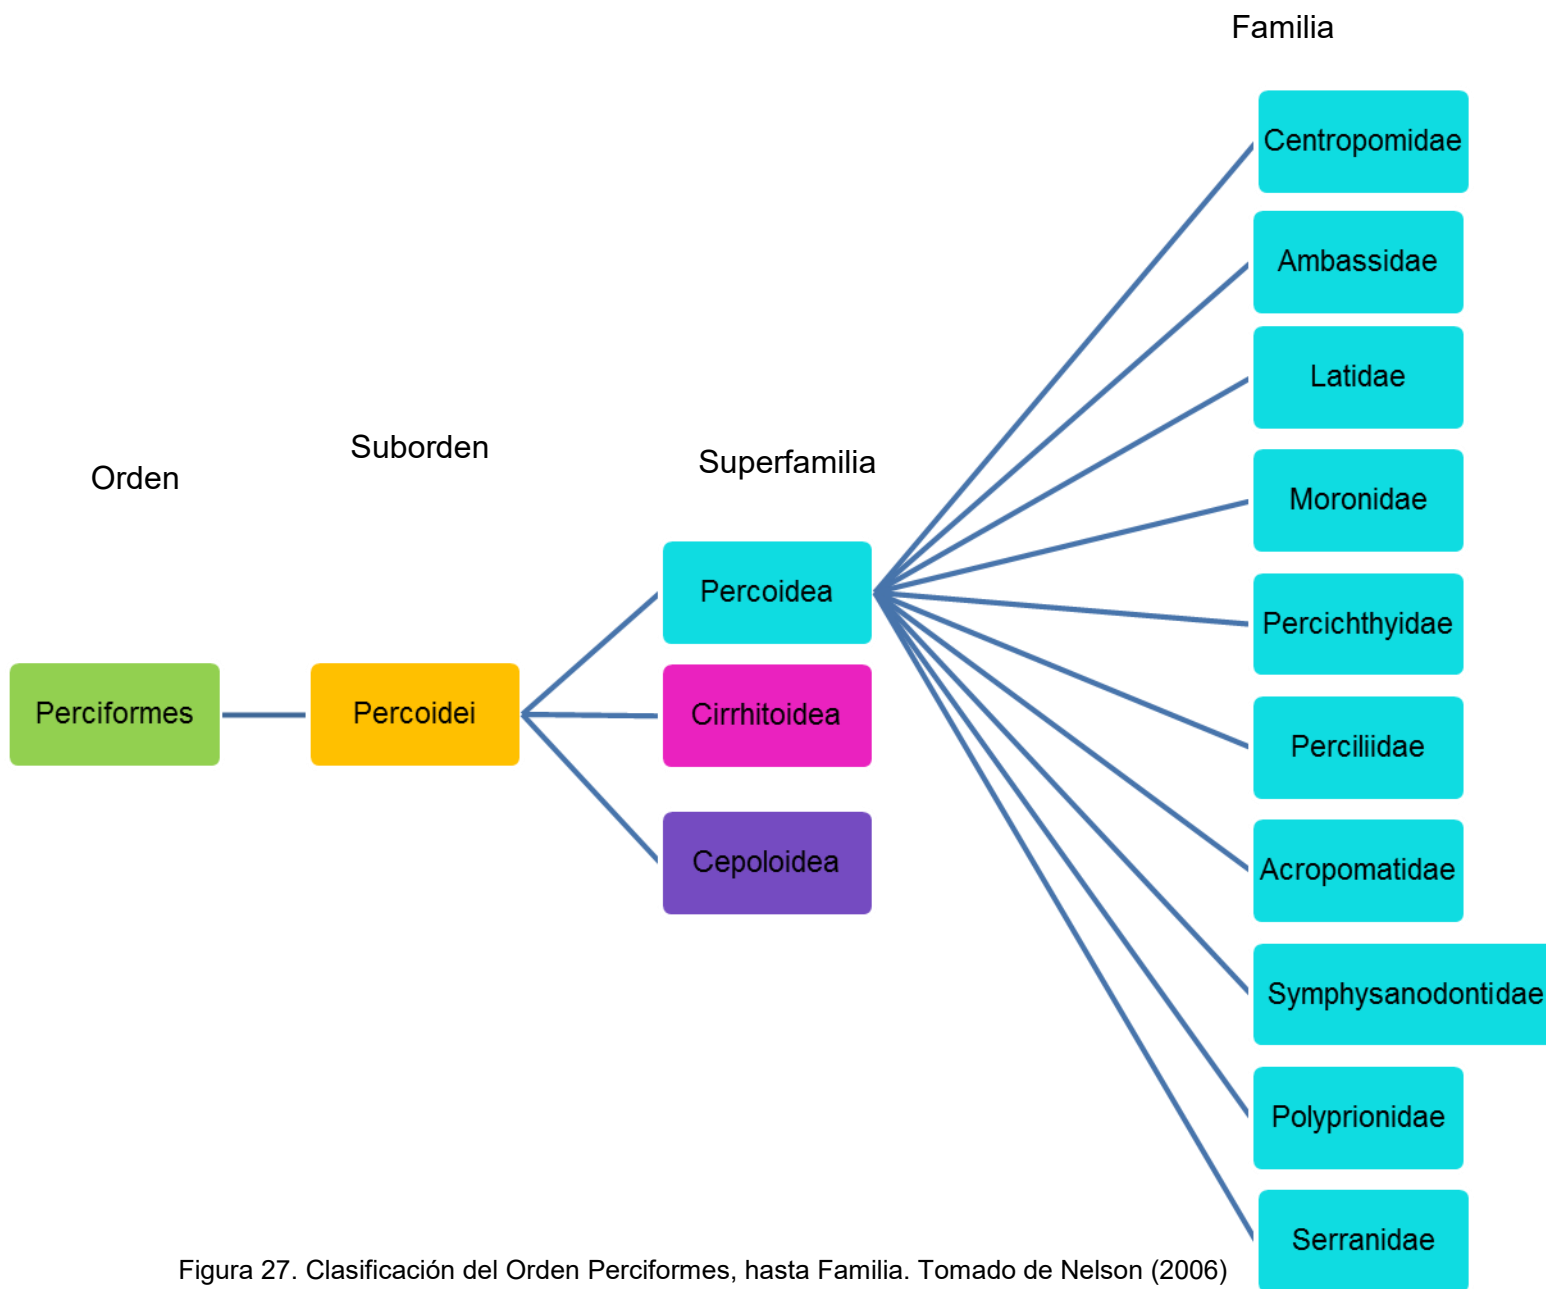 Familia
Centropomidae
Ambassidae
Latidae
Suborden
Superfamilia
Orden
Moronidae
Percoidea
Percichthyidae
Perciformes
Percoidei
Cirrhitoidea
Perciliidae
Cepoloidea
Acropomatidae
Symphysanodontidae
Polyprionidae
Serranidae
Figura 27. Clasificación del Orden Perciformes, hasta Familia. Tomado de Nelson (2006)